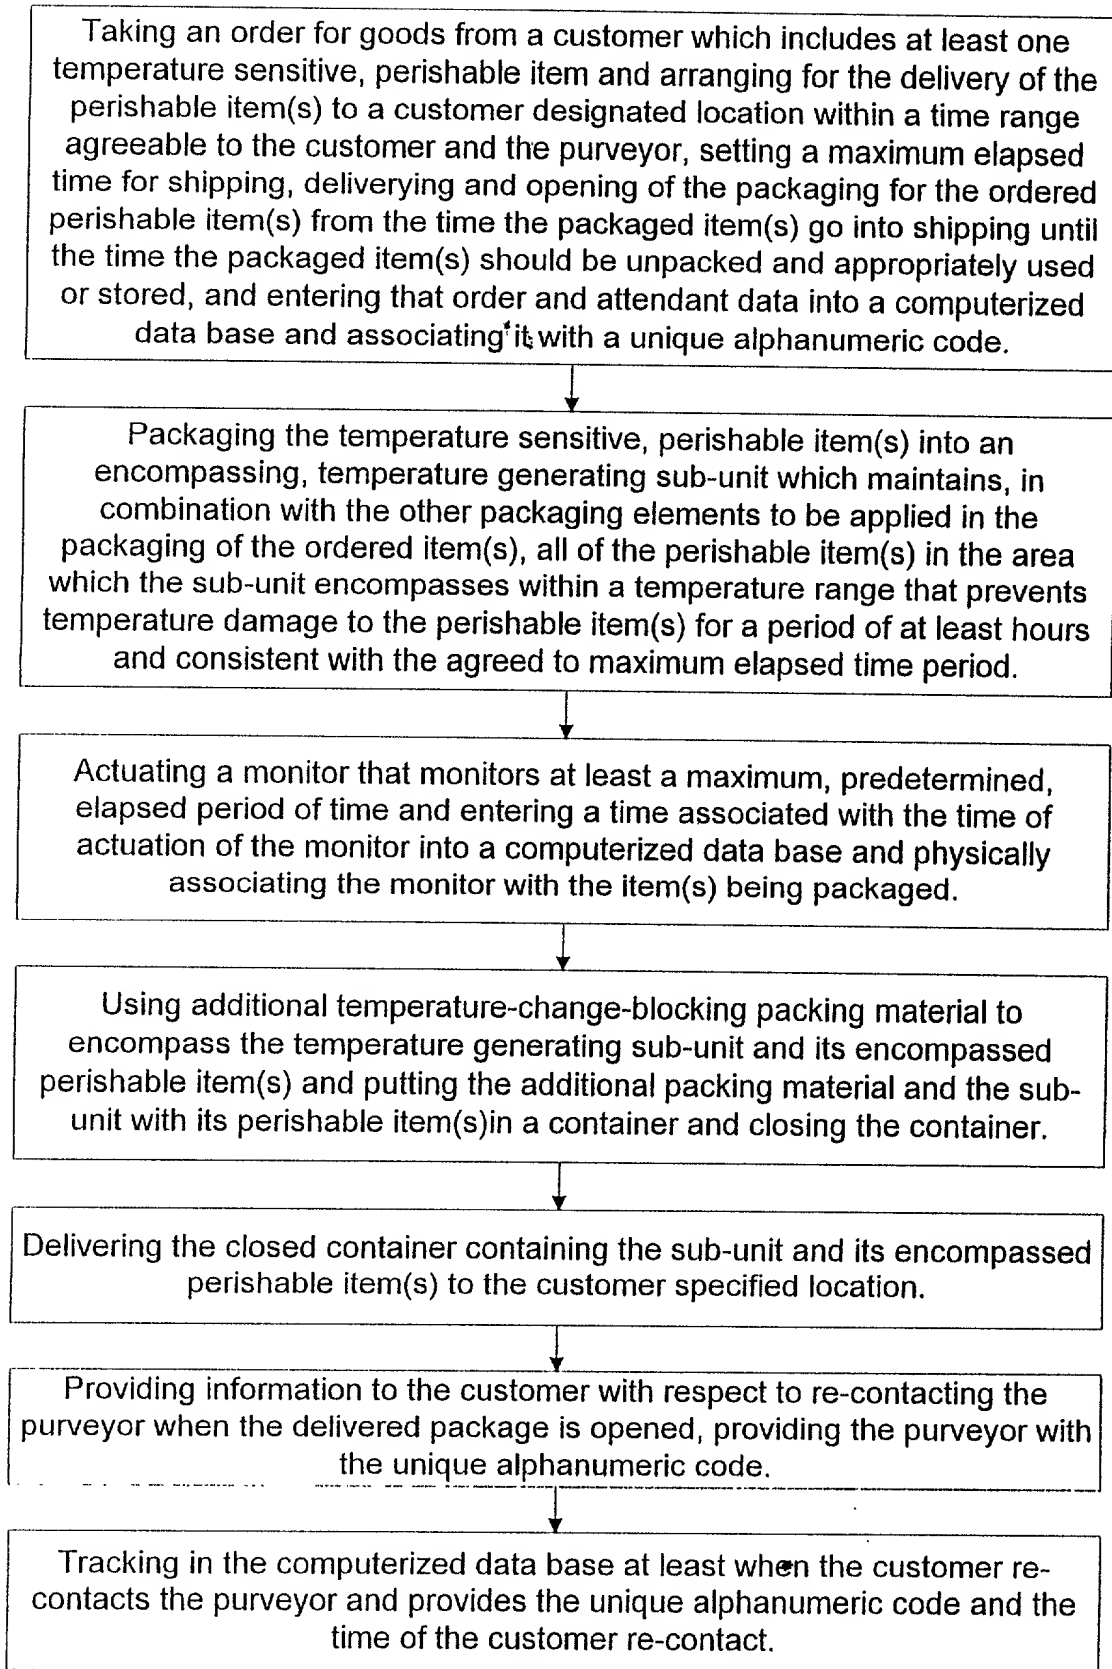 Taking an order for goods from a customer which includes at least one
temperature sensitive, perishable item and arranging for the delivery of the
perishable item(s) to a customer designated location within a time range
agreeable to the customer and the purveyor, setting a maximum elapsed
time for shipping, deliverying and opening of the packaging for the ordered
perishable item(s) from the time the packaged item(s) go into shipping until
the time the packaged item(s) should be unpacked and appropriately used
or stored, and entering that order and attendant data into a computerized
data base and associating it with a unique alphanumeric code.
Packaging the temperature sensitive, perishable item(s) into an
encompassing, temperature generating sub-unit which maintains, in
combination with the other packaging elements to be applied in the
packaging of the ordered item(s), all of the perishable item(s) in the area
which the sub-unit encompasses within a temperature range that prevents
temperature damage to the perishable item(s) for a period of at least hours
and consistent with the agreed to maximum elapsed time period.
Actuating a monitor that monitors at least a maximum, predetermined,
elapsed period of time and entering a time associated with the time of
actuation of the monitor into a computerized data base and physically
associating the monitor with the item(s) being packaged.
Using additional temperature-change-blocking packing material to
encompass the temperature generating sub-unit and its encompassed
perishable item(s) and putting the additional packing material and the sub-
unit with its perishable item(s)in a container and closing the container.
Delivering the closed container containing the sub-unit and its encompassed
perishable item(s) to the customer specified location.
Providing information to the customer with respect to re-contacting the
purveyor when the delivered package is opened, providing the purveyor with
the unique alphanumeric code.
Tracking in the computerized data base at least when the customer re-
contacts the purveyor and provides the unique alphanumeric code and the
time of the customer re-contact.